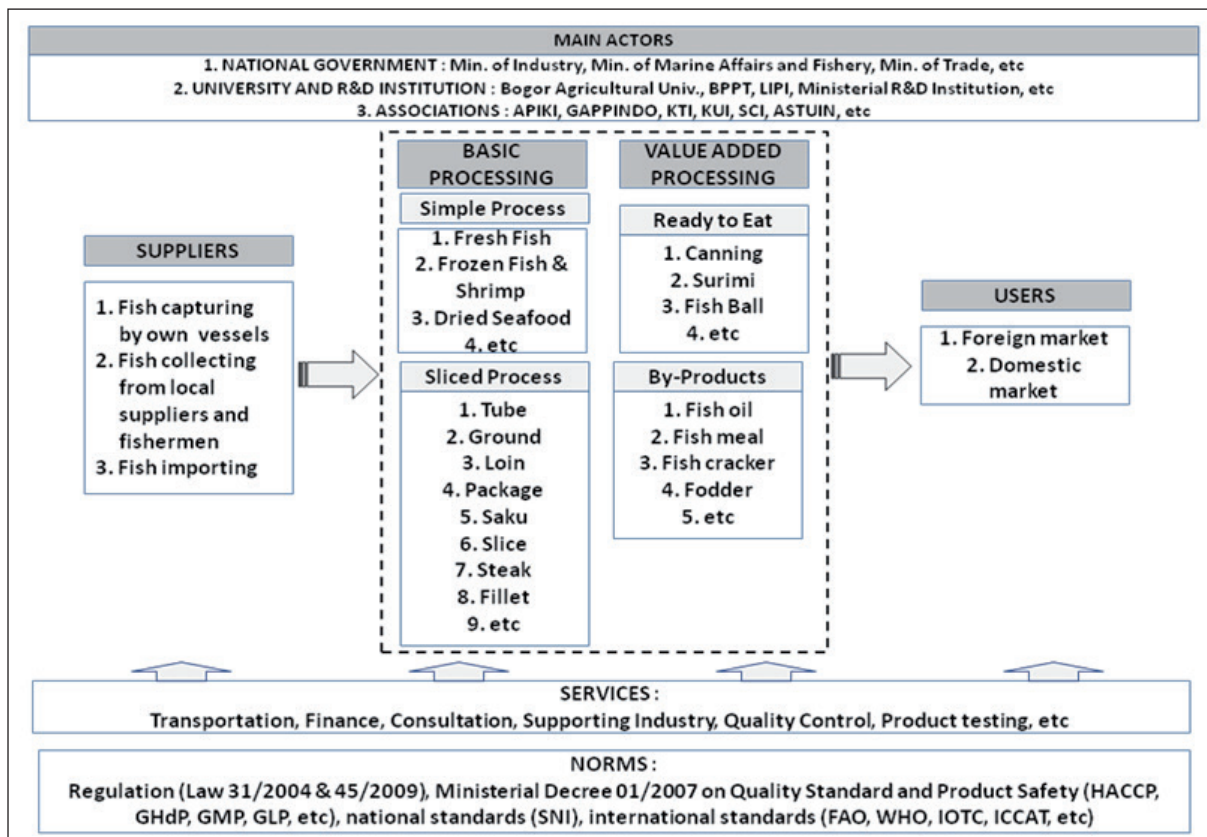 MAIN ACTORS
1. NATIONAL GOVERNMENT : Min. of Industry, Min. of Marine Affairs and Fishery, Min. of Trade, etc
2. UNIVERSITY AND R&D INSTITUTION : Bogor Agricultural Univ., BPPT, LIPI, Ministerial R&D Institution, etc
3. ASSOCIATIONS : APIKI, GAPPINDO, KTI, KUI, SCI, ASTUIN, etc
SUPPLIERS
1. Fish capturing
by own vessels
2. Fish collecting
from local
suppliers and
fishermen
3. Fish importing
BASIC
PROCESSING
Simple Process
1. Fresh Fish
2. Frozen Fish &
Shrimp
3. Dried Seafood
4. etc
Sliced Process
1. Tube
2. Ground
3. Loin
4. Package
5. Saku
6. Slice
7. Steak
8. Fillet
9. etc
VALUE ADDED
PROCESSING
Ready to Eat
1. Canning
2. Surimi
3. Fish Ball
4. etc
By-Products
1. Fish oil
2. Fish meal
3. Fish cracker
4. Fodder
5. etc
USERS
1. Foreign market
2. Domestic
market
SERVICES :
Transportation, Finance, Consultation, Supporting Industry, Quality Control, Product testing, etc
NORMS :
Regulation (Law 31/2004 & 45/2009), Ministerial Decree 01/2007 on Quality Standard and Product Safety (HACCP,
GHdP, GMP, GLP, etc), national standards (SNI), international standards (FAO, WHO, IOTC, ICCAT, etc)